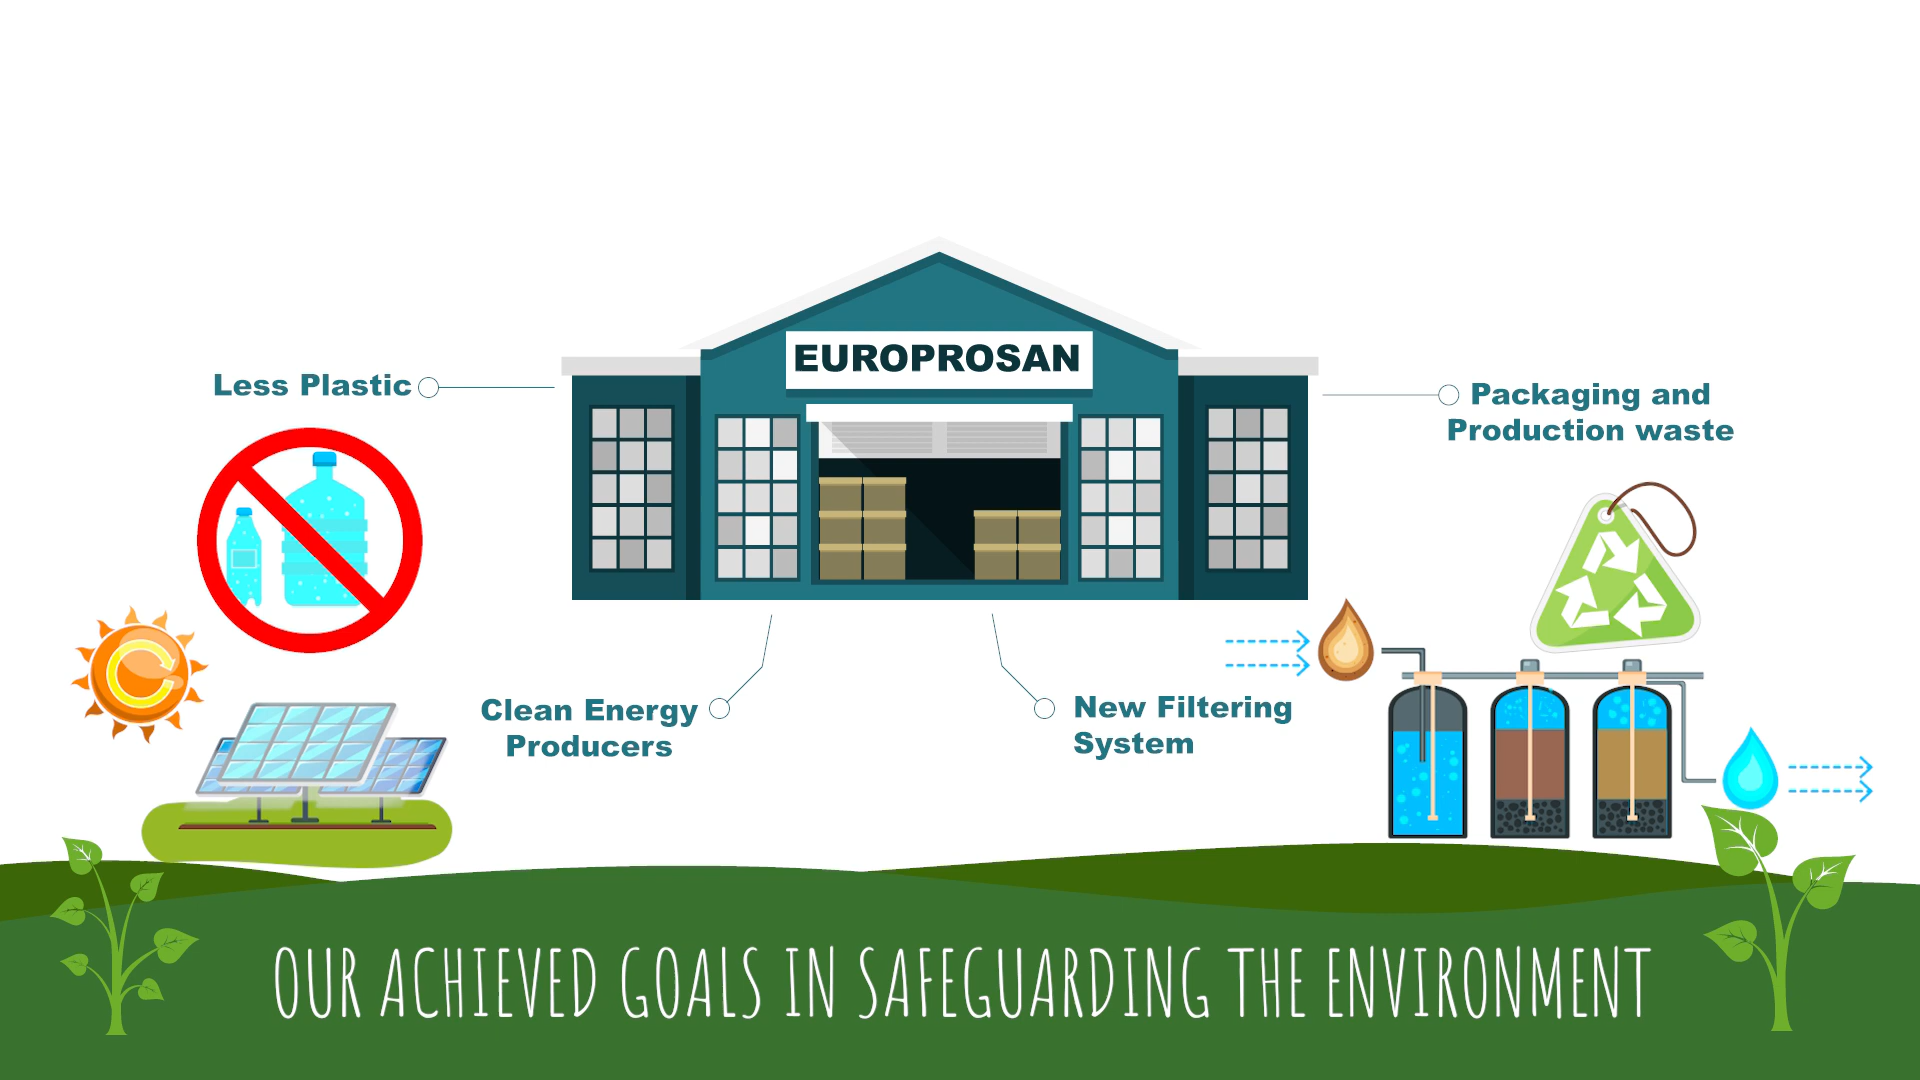 EUROPROSAN
Less Plastic
Packaging and
Production waste
Clean Energy
Producers
New Filtering
System
OUR ACHIEVED GOALS IN SAFEGUARDING THE ENVIRONMENT